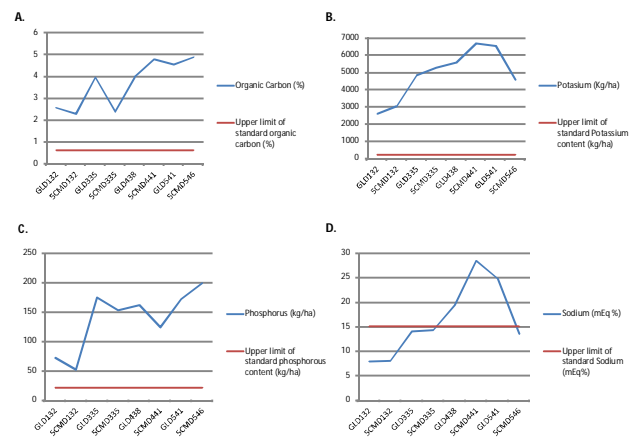 A.
6
5
4
3
2
1
0
GLD132
SCMD132
GLD335
SCMD335
GLD438
SCMD441
GLD541
SCMD546
Organic Carbon (%)
Upper limit of
standard organic
carbon (%)
B.
7000
6000
5000
4000
3000
2000
1000
0
GLD132
SCMD132
GLD335
SCMD335
GLD438
SCMD441
GLD541
SCMD546
Potasium (Kg/ha)
Upper limit of
standard Potassium
content (kg/ha)
C.
250
200
150
100
50
0
GLD132
SCMD132
GLD335
SCMD335
GLD438
SCMD441
GLD541
SCMD546
Phosphorus (kg/ha)
Upper limit of
standard phosphorous
content (kg/ha)
D.
30
25
20
15
10
5
0
GLD132
SCMD132
GLD335
SCMD335
GLD438
SCMD441
GLD541
SCMD546
Sodium (mEq %)
Upper limit of
standard Sodium
(mEq%)